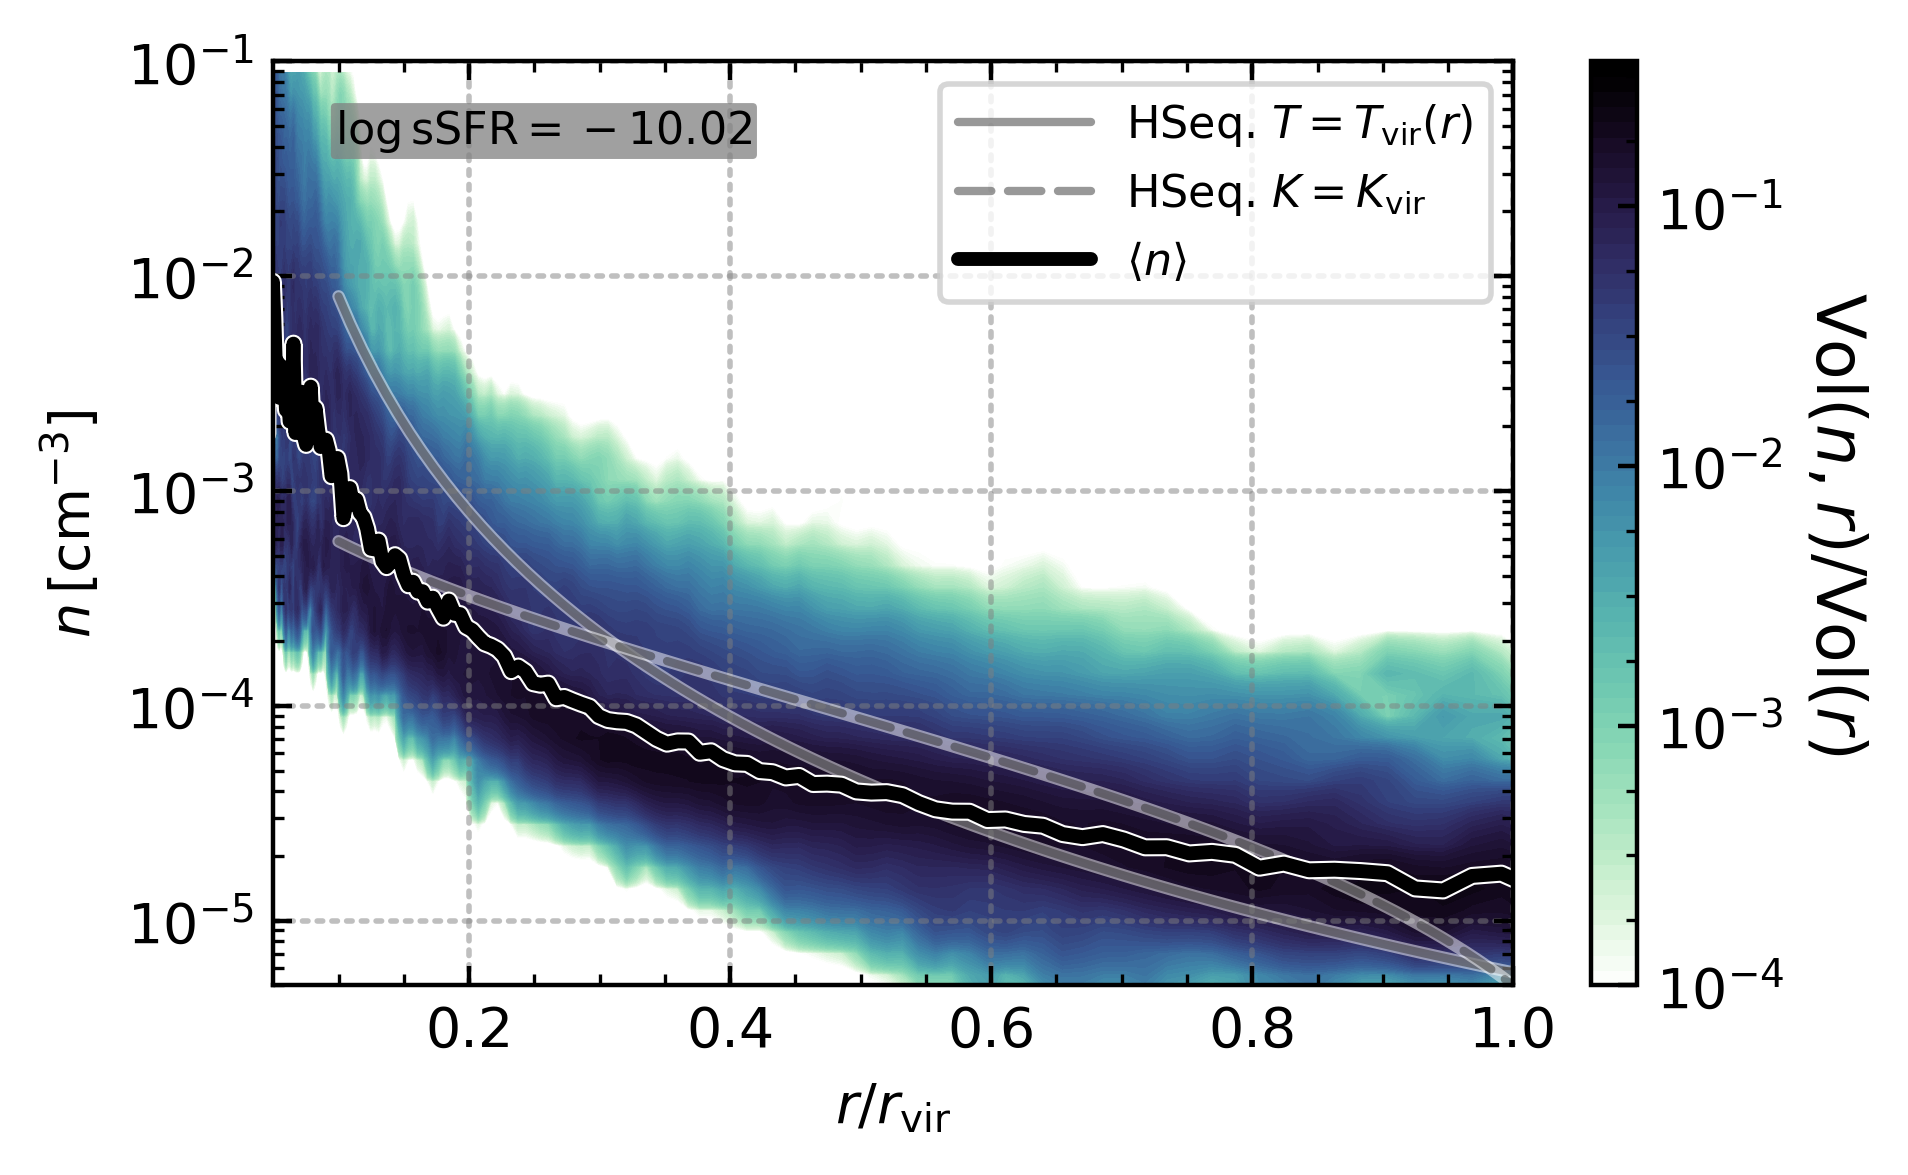 10⁻¹
10⁻²
10⁻³
10⁻⁴
10⁻⁵
n [cm⁻³]
log sSFR = −10.02
HSeq. T = T_vir(r)
HSeq. K = K_vir
⟨n⟩
0.2 0.4 0.6 0.8 1.0
r/r_vir
10⁻¹
10⁻²
10⁻³
10⁻⁴
Vol(n, r)/Vol(r)